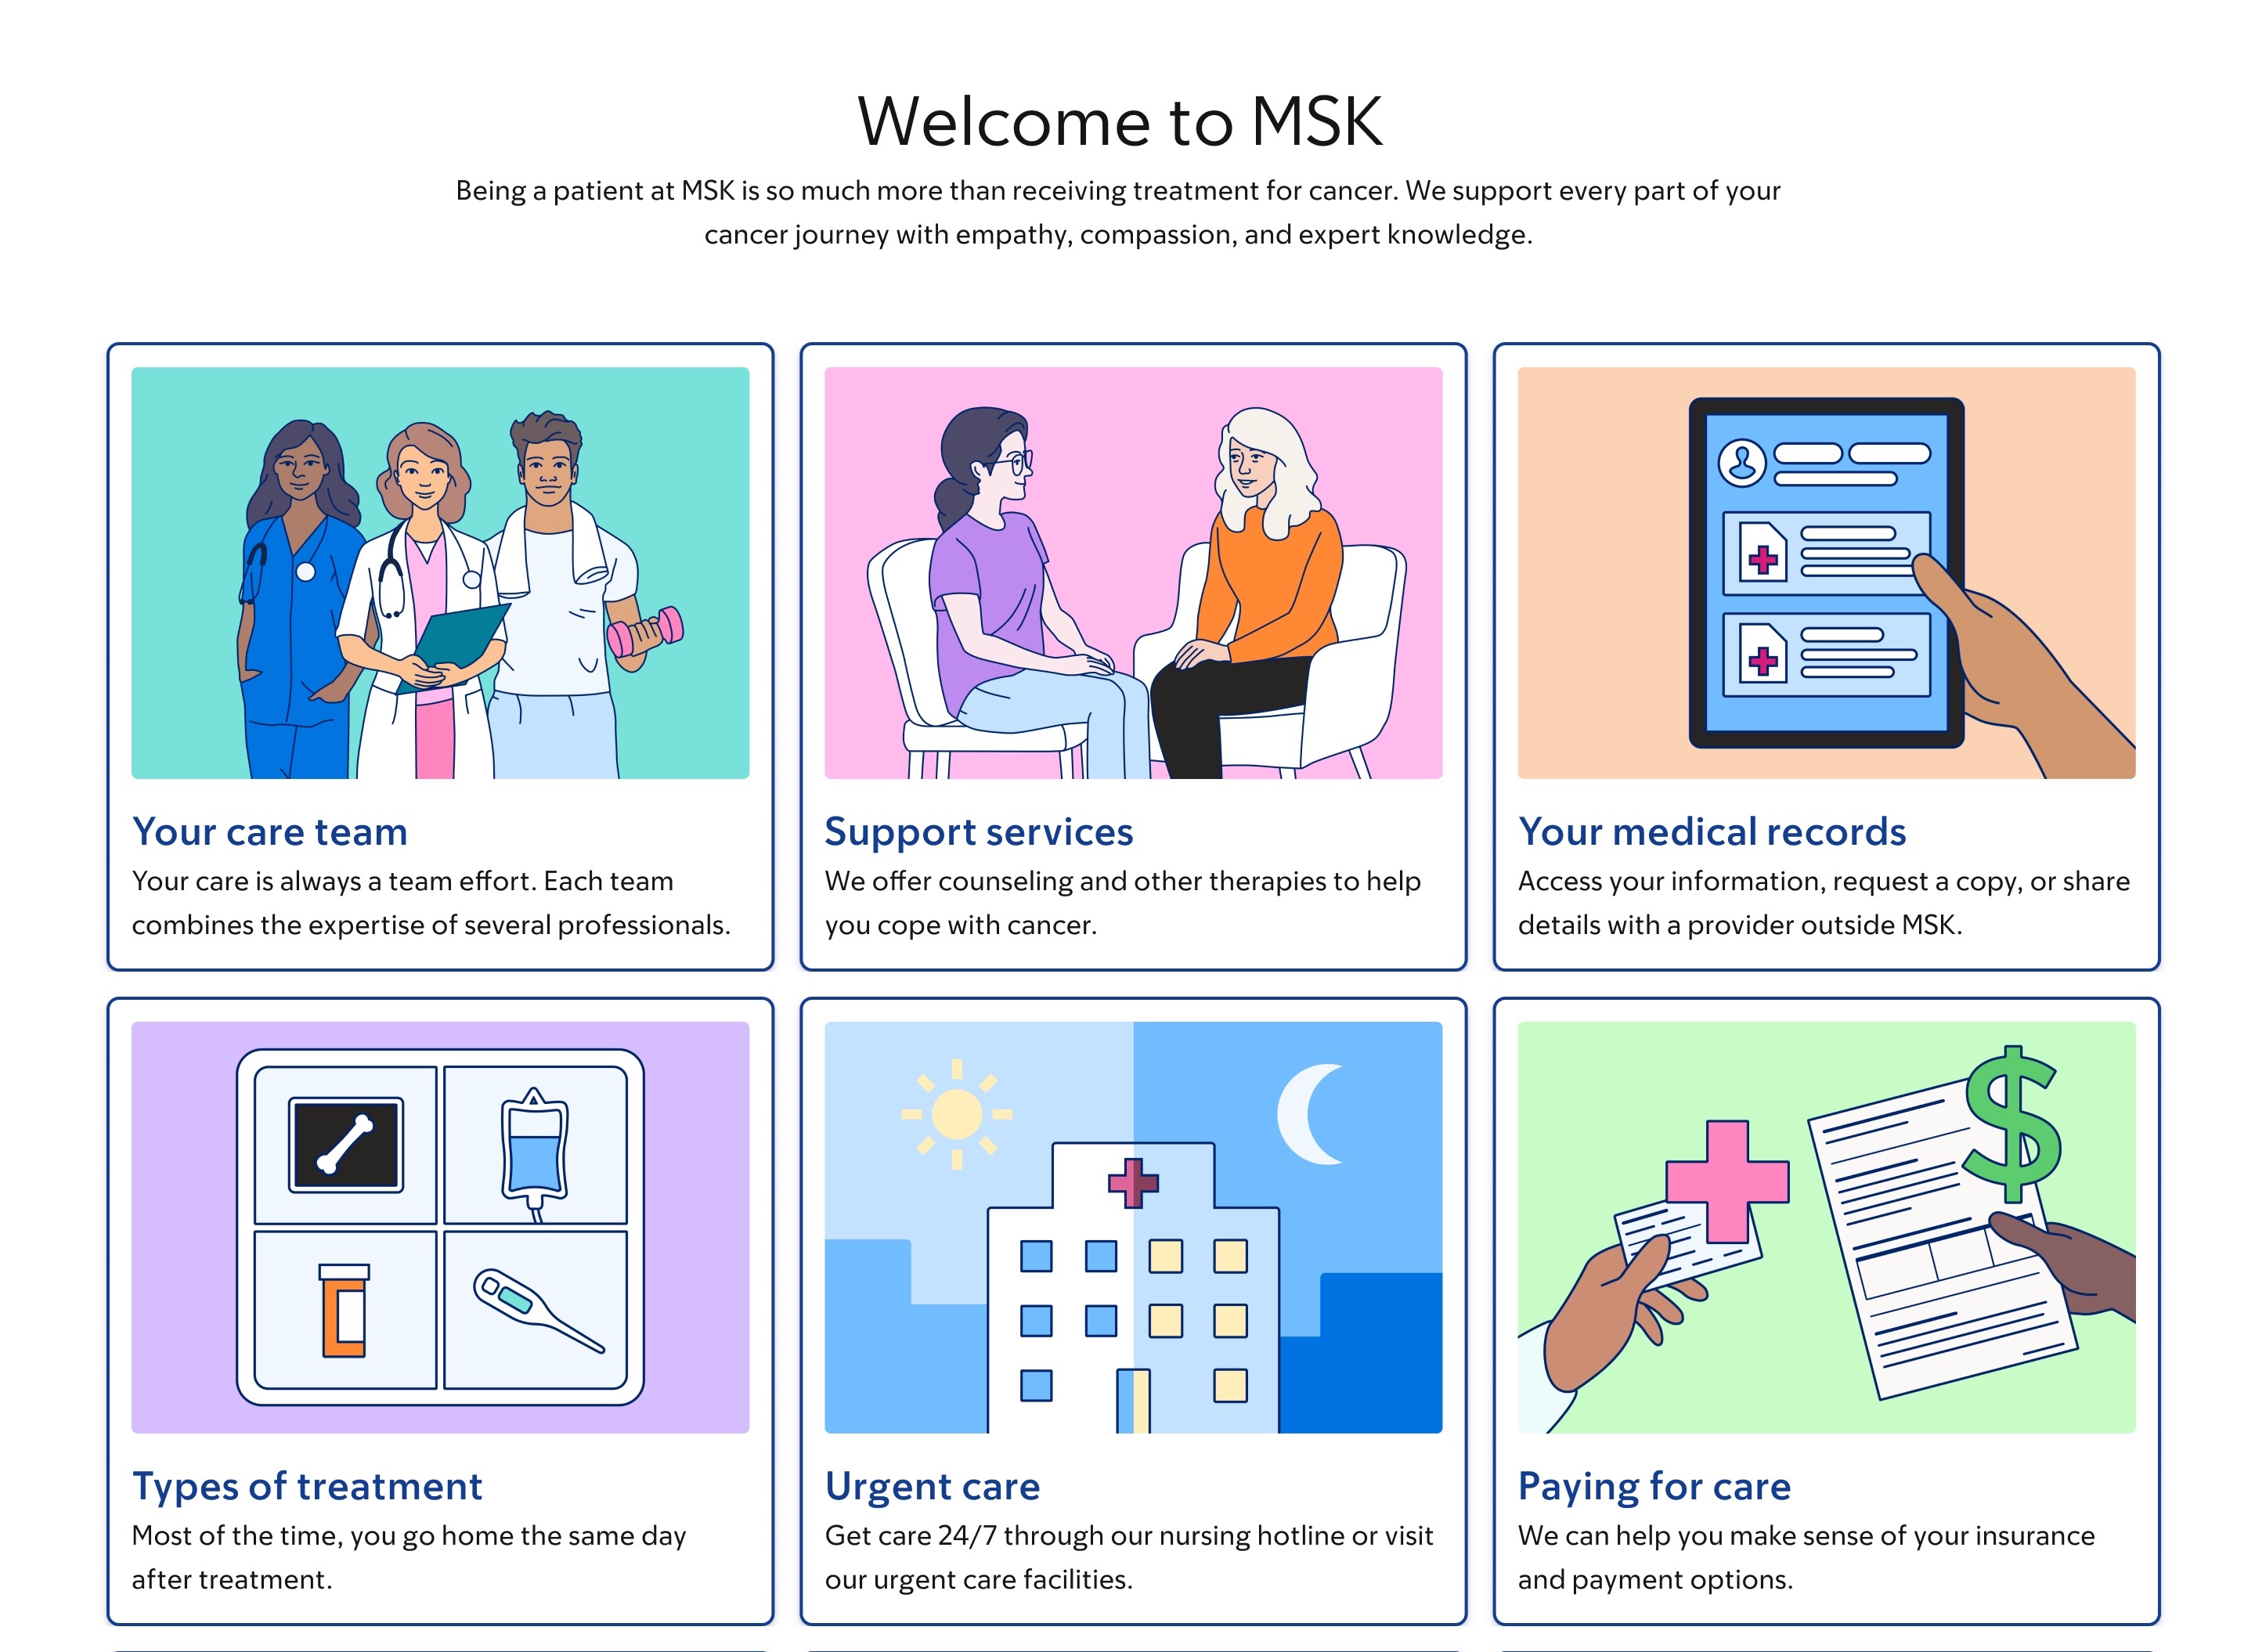 Welcome to MSK
Being a patient at MSK is so much more than receiving treatment for cancer. We support every part of your
cancer journey with empathy, compassion, and expert knowledge.
Your care team
Your care is always a team effort. Each team
combines the expertise of several professionals.
Support services
We offer counseling and other therapies to help
you cope with cancer.
Your medical records
Access your information, request a copy, or share
details with a provider outside MSK.
$
Types of treatment
Most of the time, you go home the same day
after treatment.
Urgent care
Get care 24/7 through our nursing hotline or visit
our urgent care facilities.
Paying for care
We can help you make sense of your insurance
and payment options.